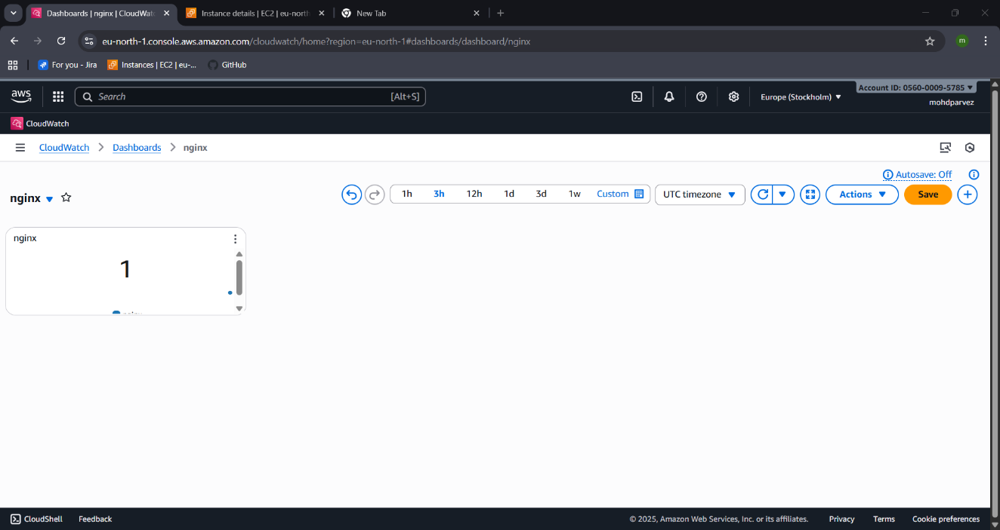 Dashboards | nginx | CloudWat
Instance details | EC2 | eu-north
New Tab
eu-north-1.console.aws.amazon.com/cloudwatch/home?region=eu-north-1#dashboards/dashboard/nginx
m
For you - Jira
Instances | EC2 | eu-...
GitHub
aws
Search
[Alt+S]
Europe (Stockholm)
Account ID: 0560-0009-5785
mohdparvez
CloudWatch
CloudWatch
Dashboards
nginx
Autosave: Off
nginx
1h 3h 12h 1d 3d 1w Custom
UTC timezone
Actions
Save
nginx
1
CloudShell
Feedback
© 2025, Amazon Web Services, Inc. or its affiliates.
Privacy
Terms
Cookie preferences